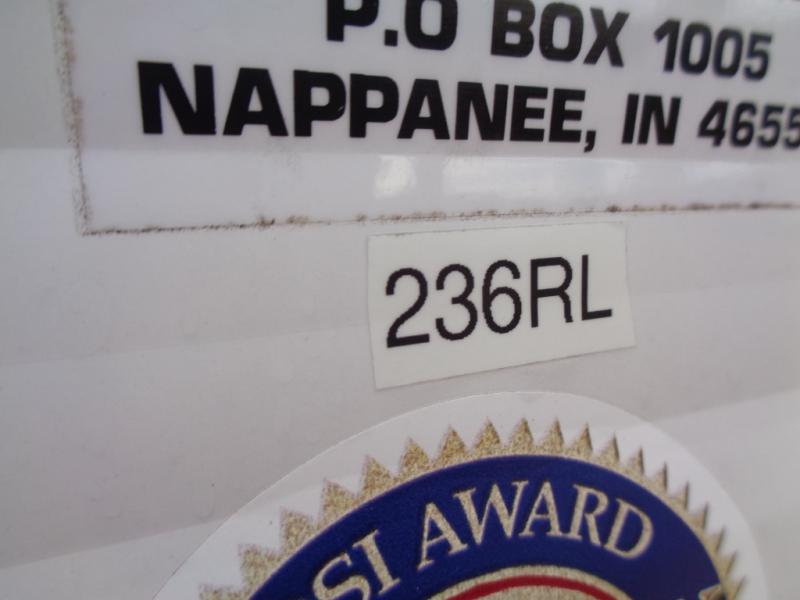 P.O BOX 1005
NAPPANEE, IN 4655
236RL
SI AWARD